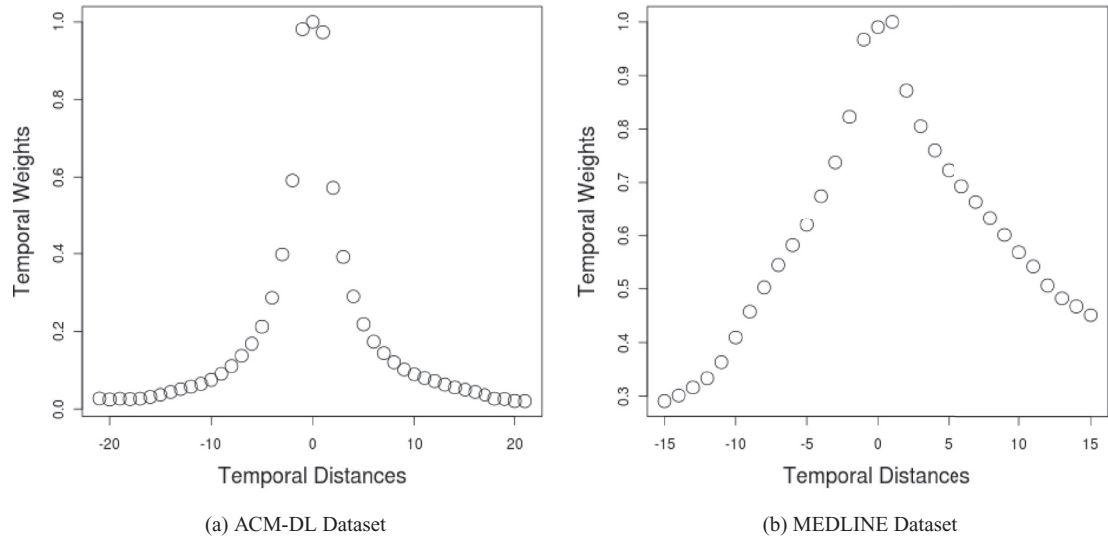 Temporal Weights
1.0
0.8
0.6
0.4
0.2
0.0
-20 -10 0 10 20
Temporal Distances
(a) ACM-DL Dataset
Temporal Weights
1.0
0.9
0.8
0.7
0.6
0.5
0.4
0.3
-15 -10 -5 0 5 10 15
Temporal Distances
(b) MEDLINE Dataset